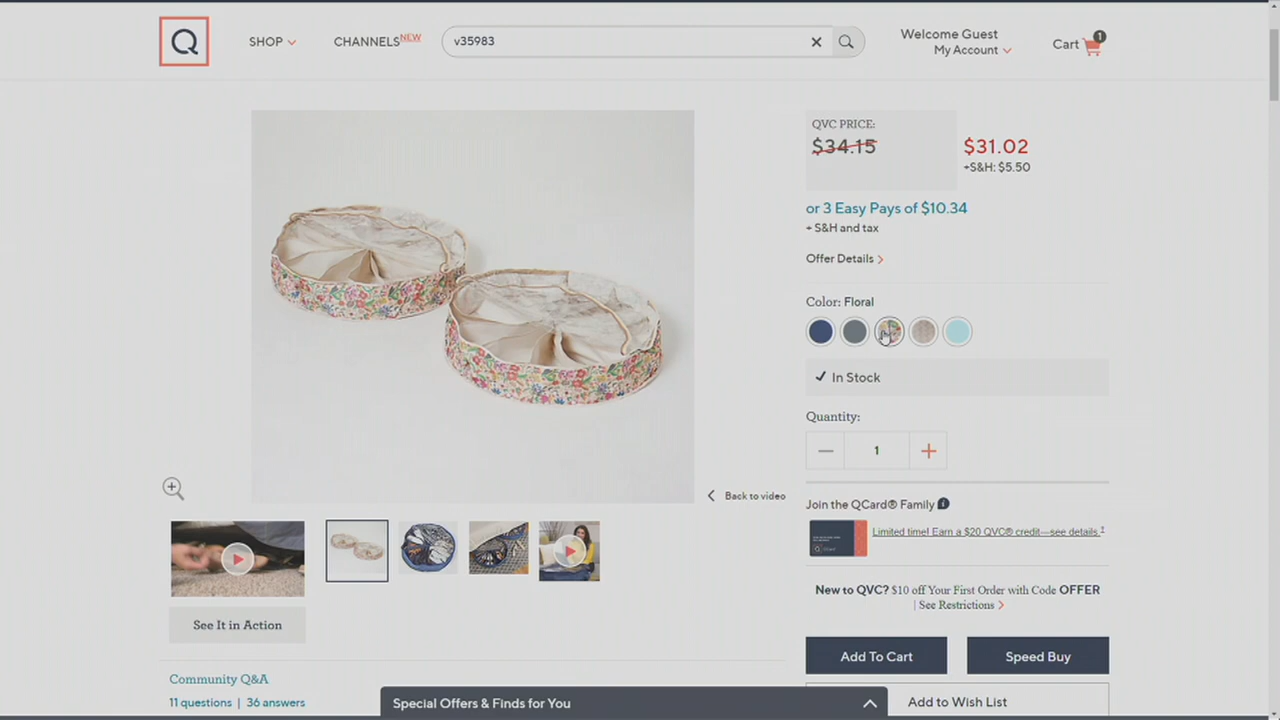 Q
SHOP
CHANNELS NEW
v35983
Welcome Guest
My Account
Cart 1
QVC PRICE:
$34.15
$31.02
+S&H: $5.50
or 3 Easy Pays of $10.34
+ S&H and tax
Offer Details
Color: Floral
In Stock
Quantity:
1
Back to video
Join the QCard® Family
Limited time! Earn a $20 QVC® credit—see details.‡
See It in Action
New to QVC? $10 off Your First Order with Code OFFER
| See Restrictions
Add To Cart
Speed Buy
Community Q&A
11 questions | 36 answers
Special Offers & Finds for You
Add to Wish List